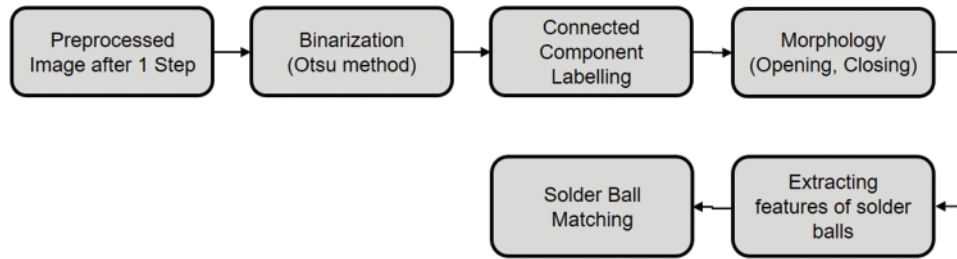 Preprocessed
Image after 1 Step
Binarization
(Otsu method)
Connected
Component
Labelling
Morphology
(Opening, Closing)
Extracting
features of solder
balls
Solder Ball
Matching